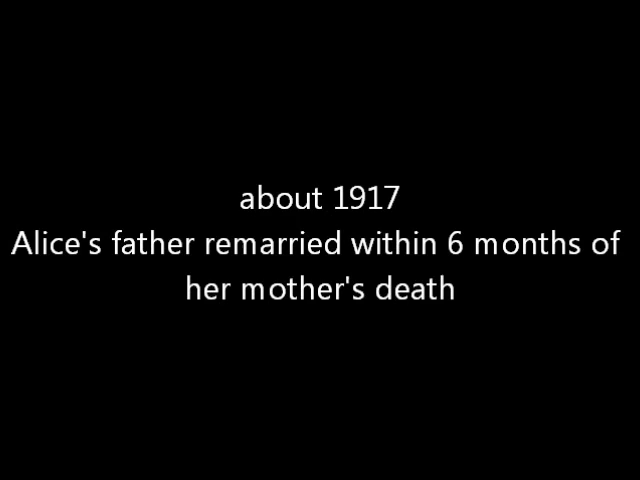 about 1917
Alice's father remarried within 6 months of
her mother's death